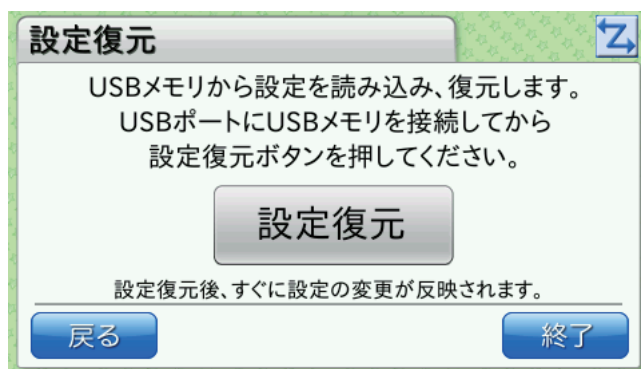 設定復元
Z
USBメモリから設定を読み込み、復元します。
USBポートにUSBメモリを接続してから
設定復元ボタンを押してください。
設定復元
設定復元後、すぐに設定の変更が反映されます。
戻る
終了